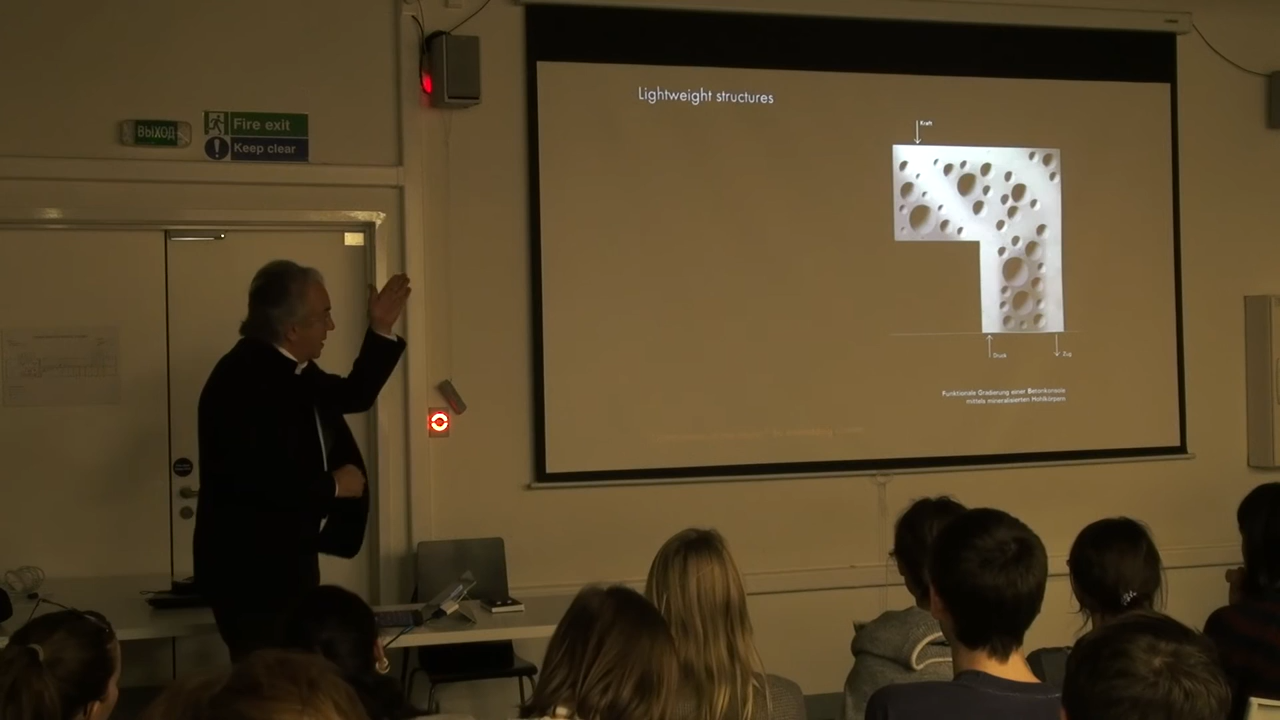 Lightweight structures
Kraft
ВЫХОД
Fire exit
Keep clear
Druck
Zug
Funktionale Gradierung einer Betonkonsole
mittels mineralisierten Hohlkörpern